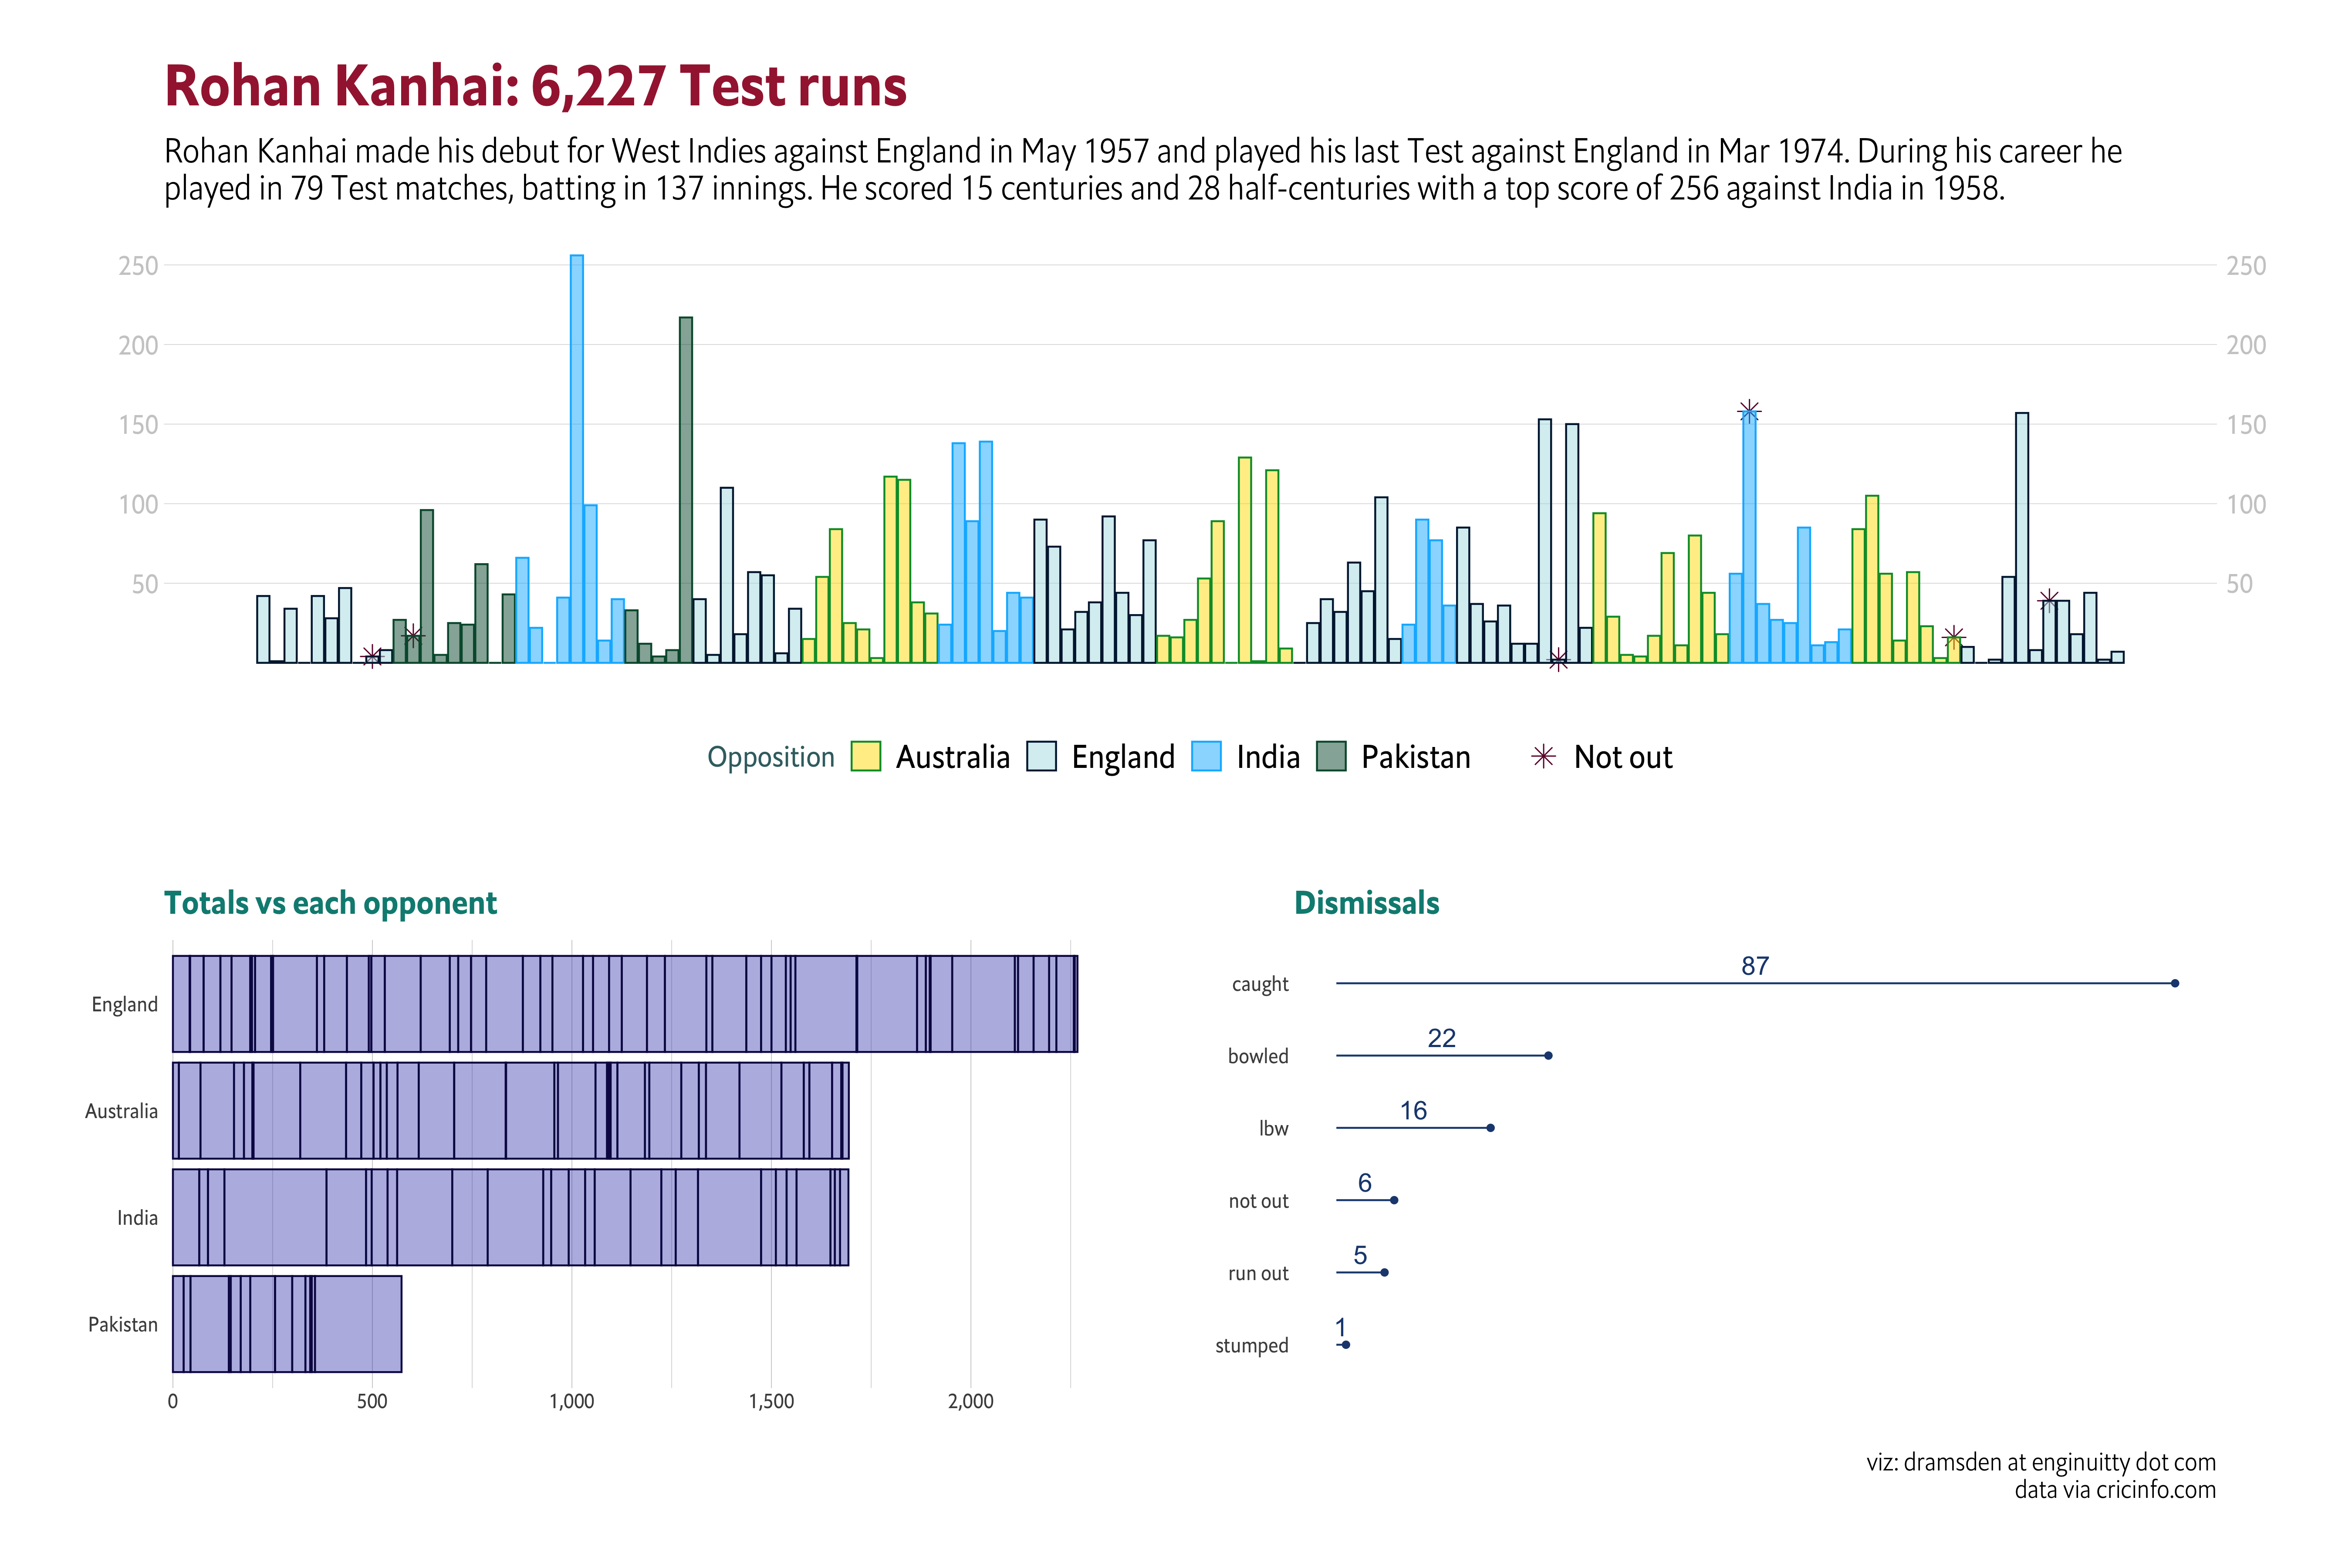 Rohan Kanhai: 6,227 Test runs
Rohan Kanhai made his debut for West Indies against England in May 1957 and played his last Test against England in Mar 1974. During his career he
played in 79 Test matches, batting in 137 innings. He scored 15 centuries and 28 half-centuries with a top score of 256 against India in 1958.
250 250
200 200
150 150
100 100
50 50
Opposition Australia England India Pakistan Not out
Totals vs each opponent
England
Australia
India
Pakistan
0 500 1,000 1,500 2,000
Dismissals
caught 87
bowled 22
lbw 16
not out 6
run out 5
stumped 1
viz: dramsden at enginuitty dot com
data via cricinfo.com